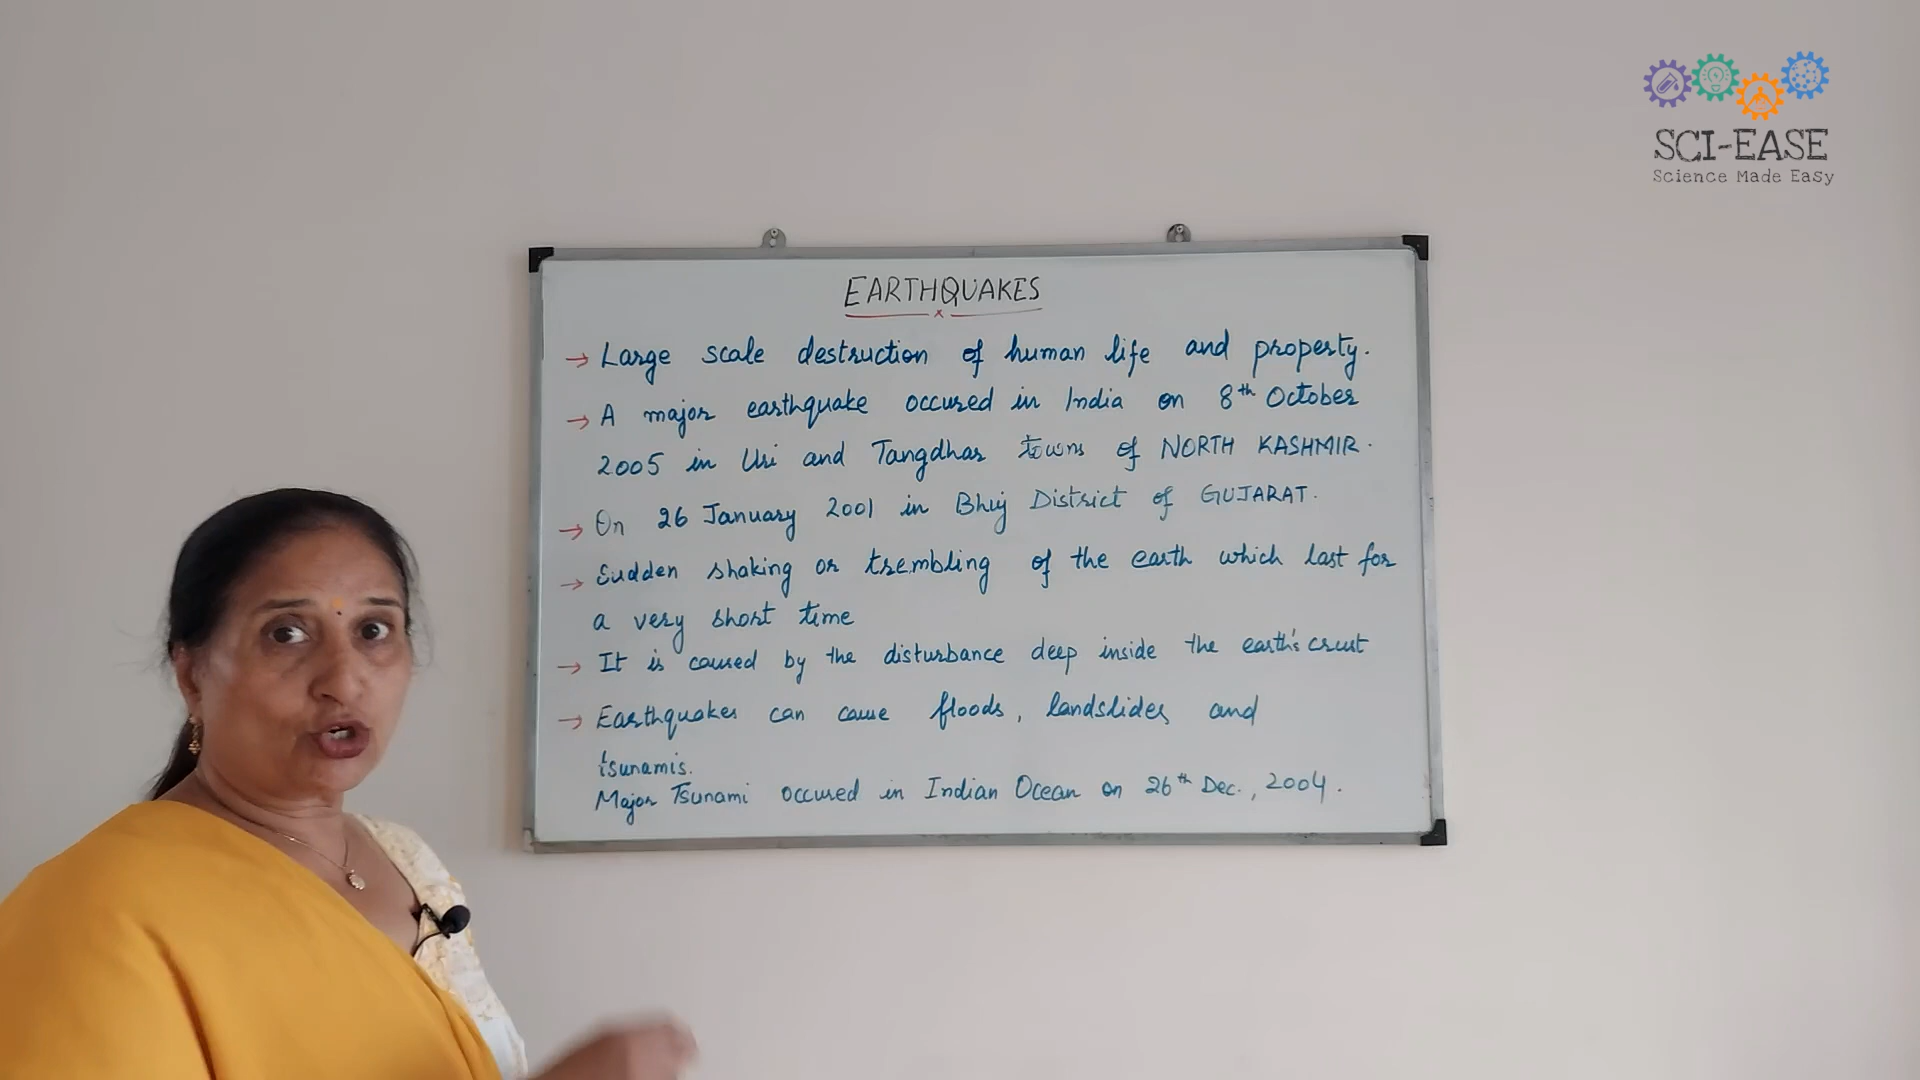 SCI-EASE
Science Made Easy
EARTHQUAKES
x
→ Large scale destruction of human life and property.
→ A major earthquake occured in India on 8th October
2005 in Uri and Tangdhar towns of NORTH KASHMIR.
→ On 26 January 2001 in Bhuj District of GUJARAT.
→ Sudden shaking or trembling of the earth which last for
a very short time
→ It is caused by the disturbance deep inside the earth's crust
→ Earthquakes can cause floods, landslides and
tsunamis.
Major Tsunami occured in Indian Ocean on 26th Dec., 2004.